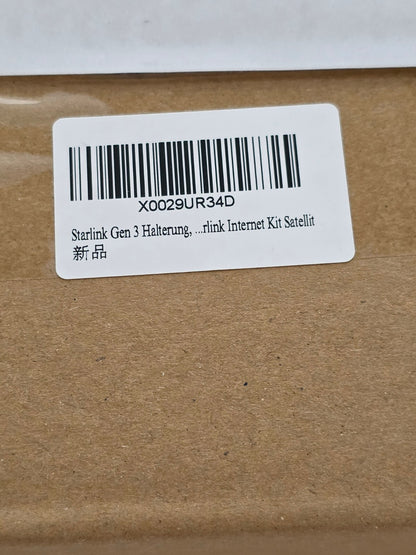 X0029UR34D
Starlink Gen 3 Halterung, ...rlink Internet Kit Satellit
新品